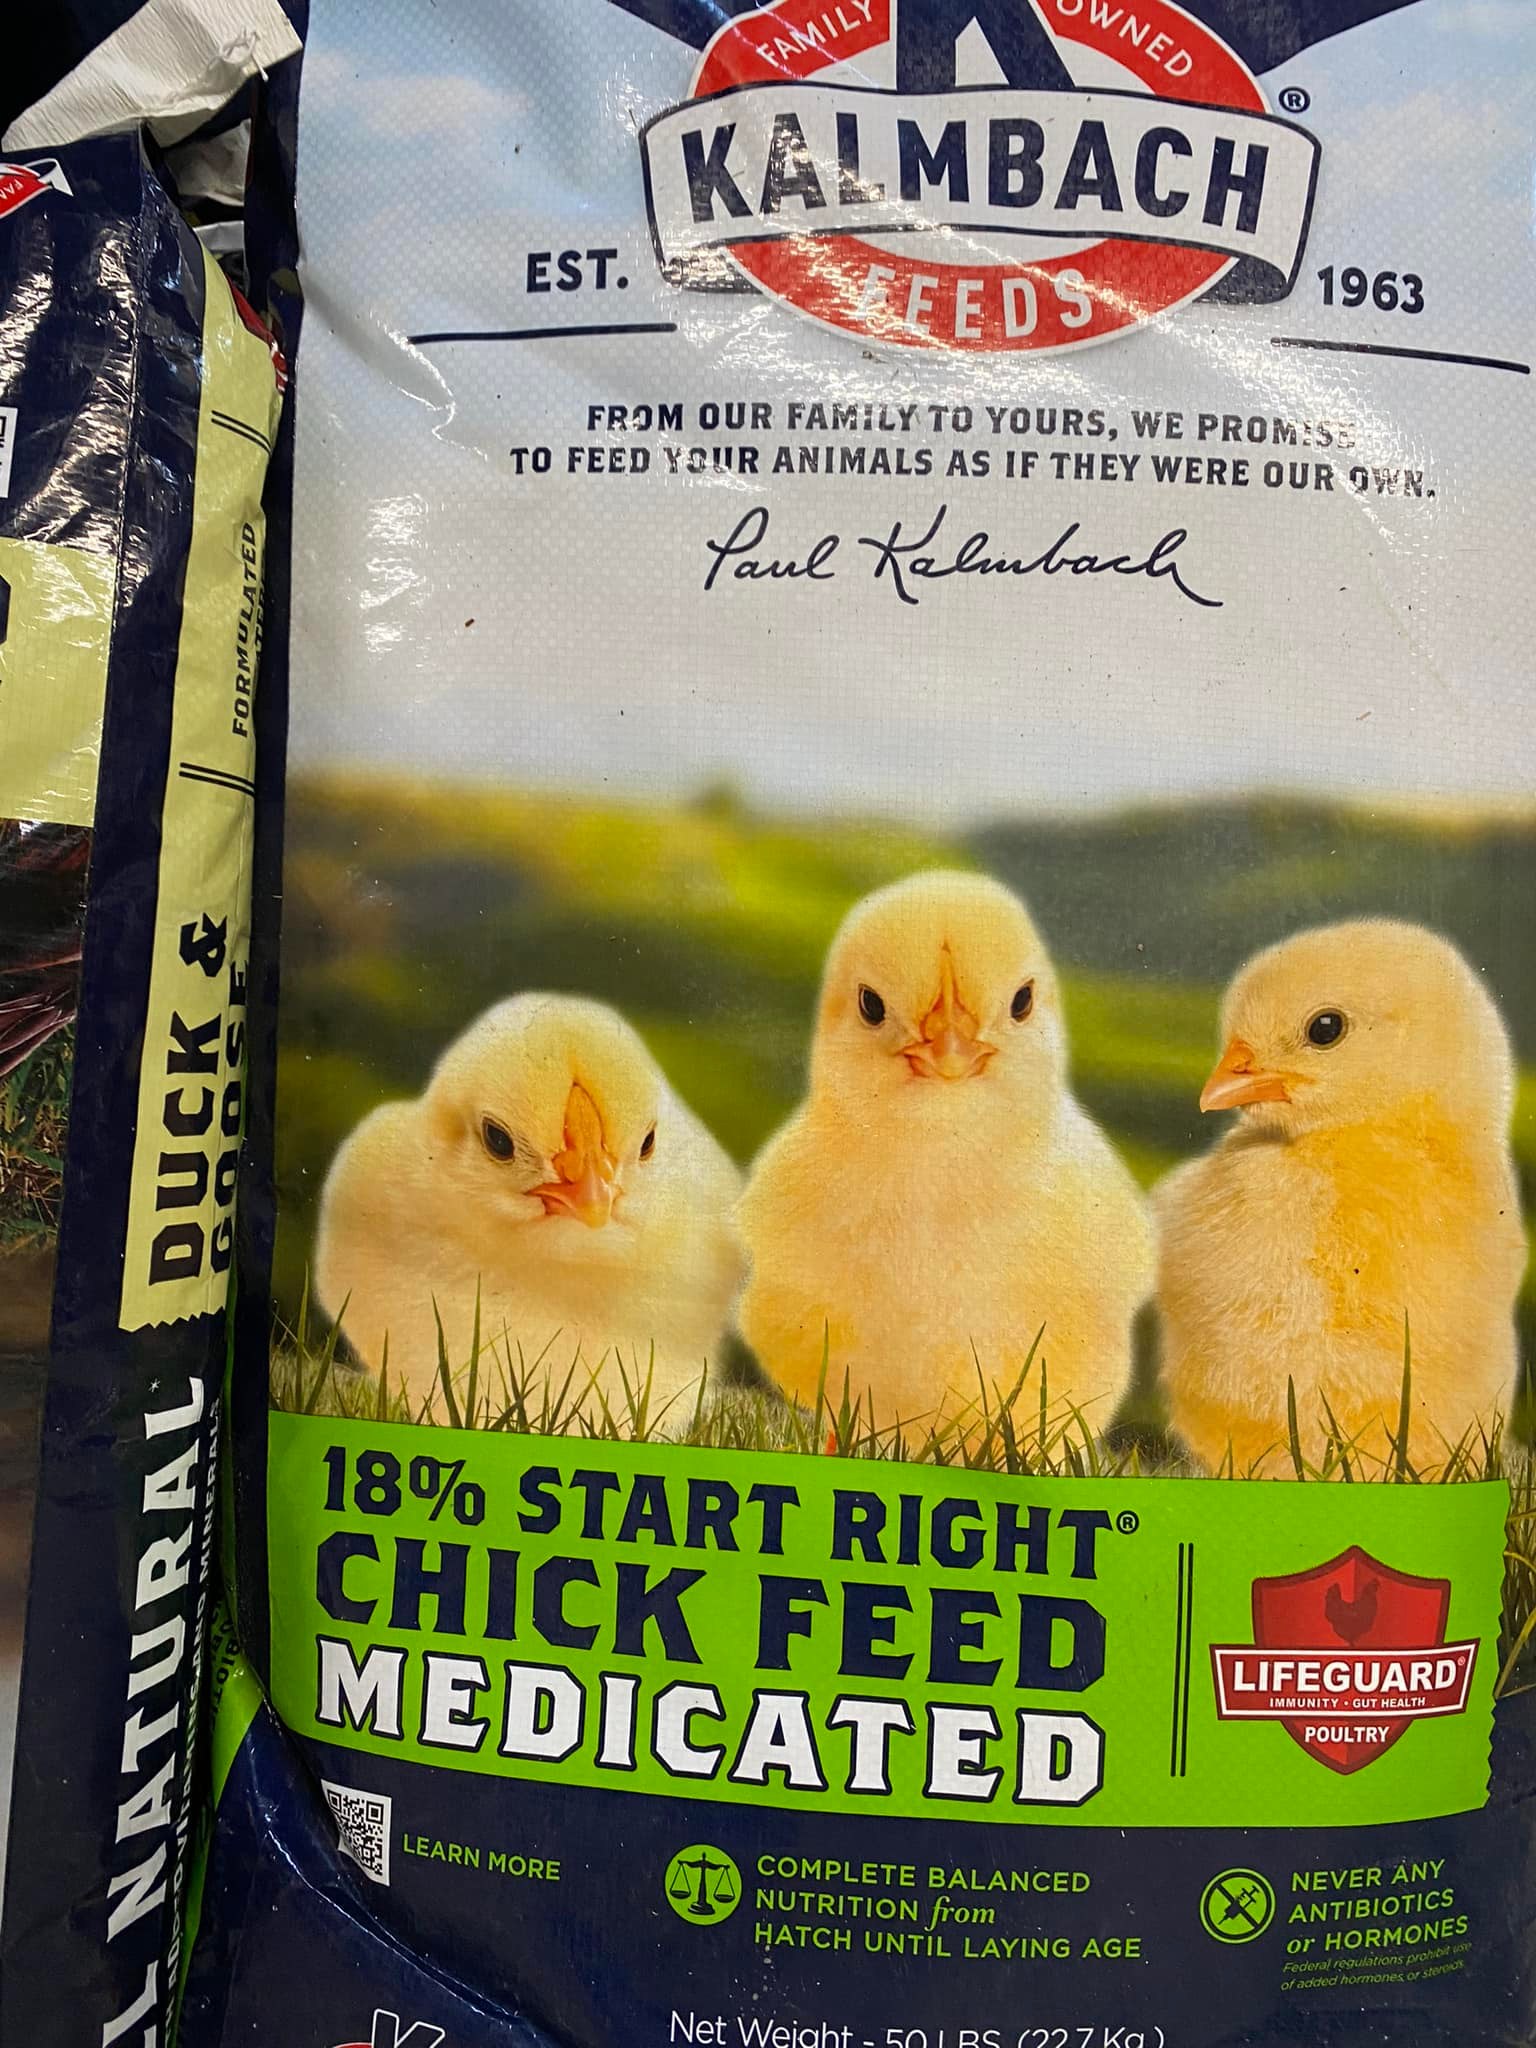 FAMILY OWNED
KALMBACH
®
FEEDS
EST. 1963
FROM OUR FAMILY TO YOURS, WE PROMISE
TO FEED YOUR ANIMALS AS IF THEY WERE OUR OWN.
Paul Kalmbach
18% START RIGHT®
CHICK FEED
MEDICATED
LIFEGUARD®
IMMUNITY • GUT HEALTH
POULTRY
LEARN MORE
COMPLETE BALANCED
NUTRITION from
HATCH UNTIL LAYING AGE
NEVER ANY
ANTIBIOTICS
or HORMONES
Federal regulations prohibit use
of added hormones or steroids
Net Weight - 50 LBS (22.7 Kg)
FORMULATED
DUCK &
GOOSE
NATURAL
MINERALS